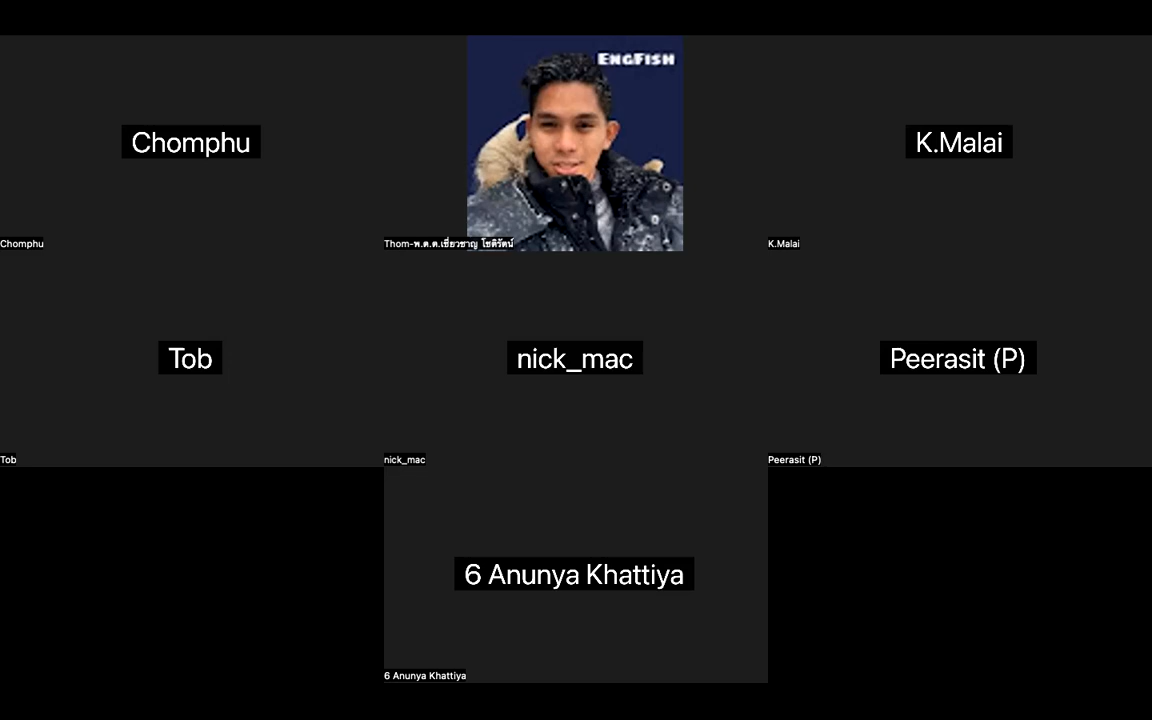 Chomphu
ENGFISH
K.Malai
Chomphu
Thom-พ.ต.ต.เชี่ยวชาญ โชติรัตน์
K.Malai
Tob
nick_mac
Peerasit (P)
Tob
nick_mac
Peerasit (P)
6 Anunya Khattiya
6 Anunya Khattiya